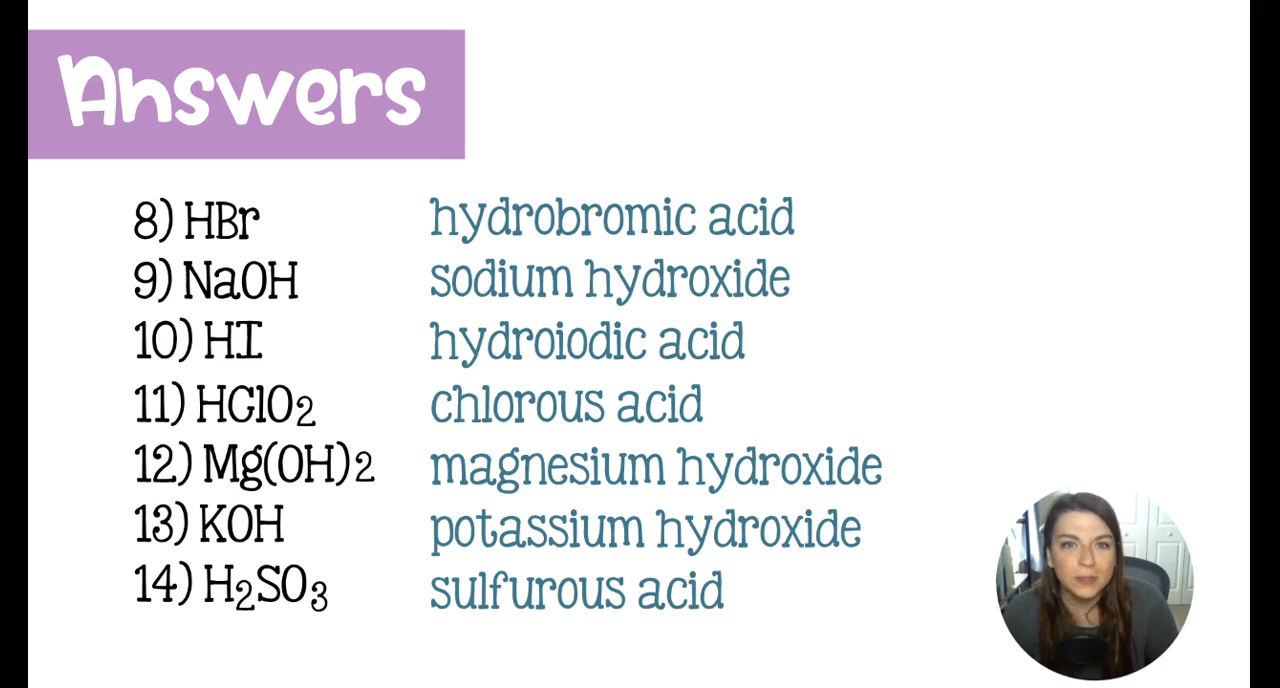 Answers
8) HBr hydrobromic acid
9) NaOH sodium hydroxide
10) HI hydroiodic acid
11) HClO₂ chlorous acid
12) Mg(OH)₂ magnesium hydroxide
13) KOH potassium hydroxide
14) H₂SO₃ sulfurous acid